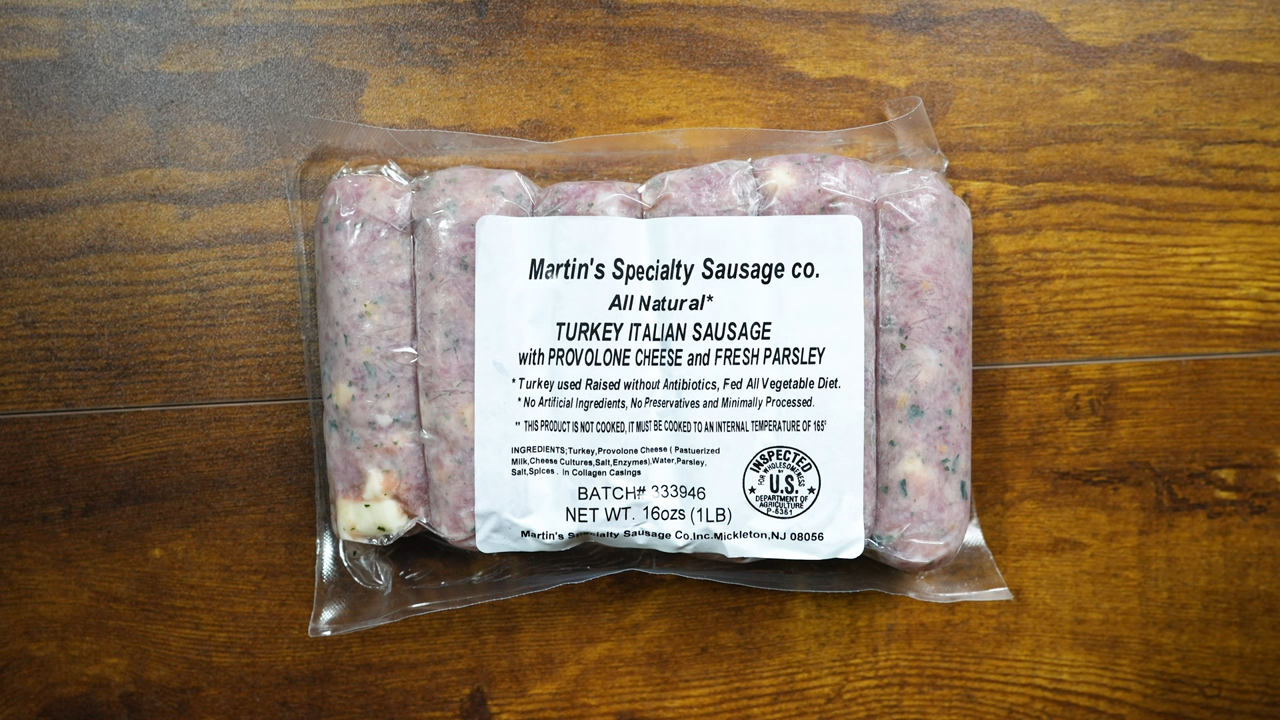 Martin's Specialty Sausage co.
All Natural*
TURKEY ITALIAN SAUSAGE
with PROVOLONE CHEESE and FRESH PARSLEY
* Turkey used Raised without Antibiotics, Fed All Vegetable Diet.
* No Artificial Ingredients, No Preservatives and Minimally Processed.
** THIS PRODUCT IS NOT COOKED, IT MUST BE COOKED TO AN INTERNAL TEMPERATURE OF 165°
INGREDIENTS;Turkey,Provolone Cheese ( Pastuerized
Milk,Cheese Cultures,Salt,Enzymes),Water,Parsley,
Salt,Spices . In Collagen Casings
INSPECTED
FOR WHOLESOMENESS
BY
U.S.
DEPARTMENT OF
AGRICULTURE
P-6361
BATCH# 333946
NET WT. 16ozs (1LB)
Martin's Specialty Sausage Co.Inc.Mickleton,NJ 08056